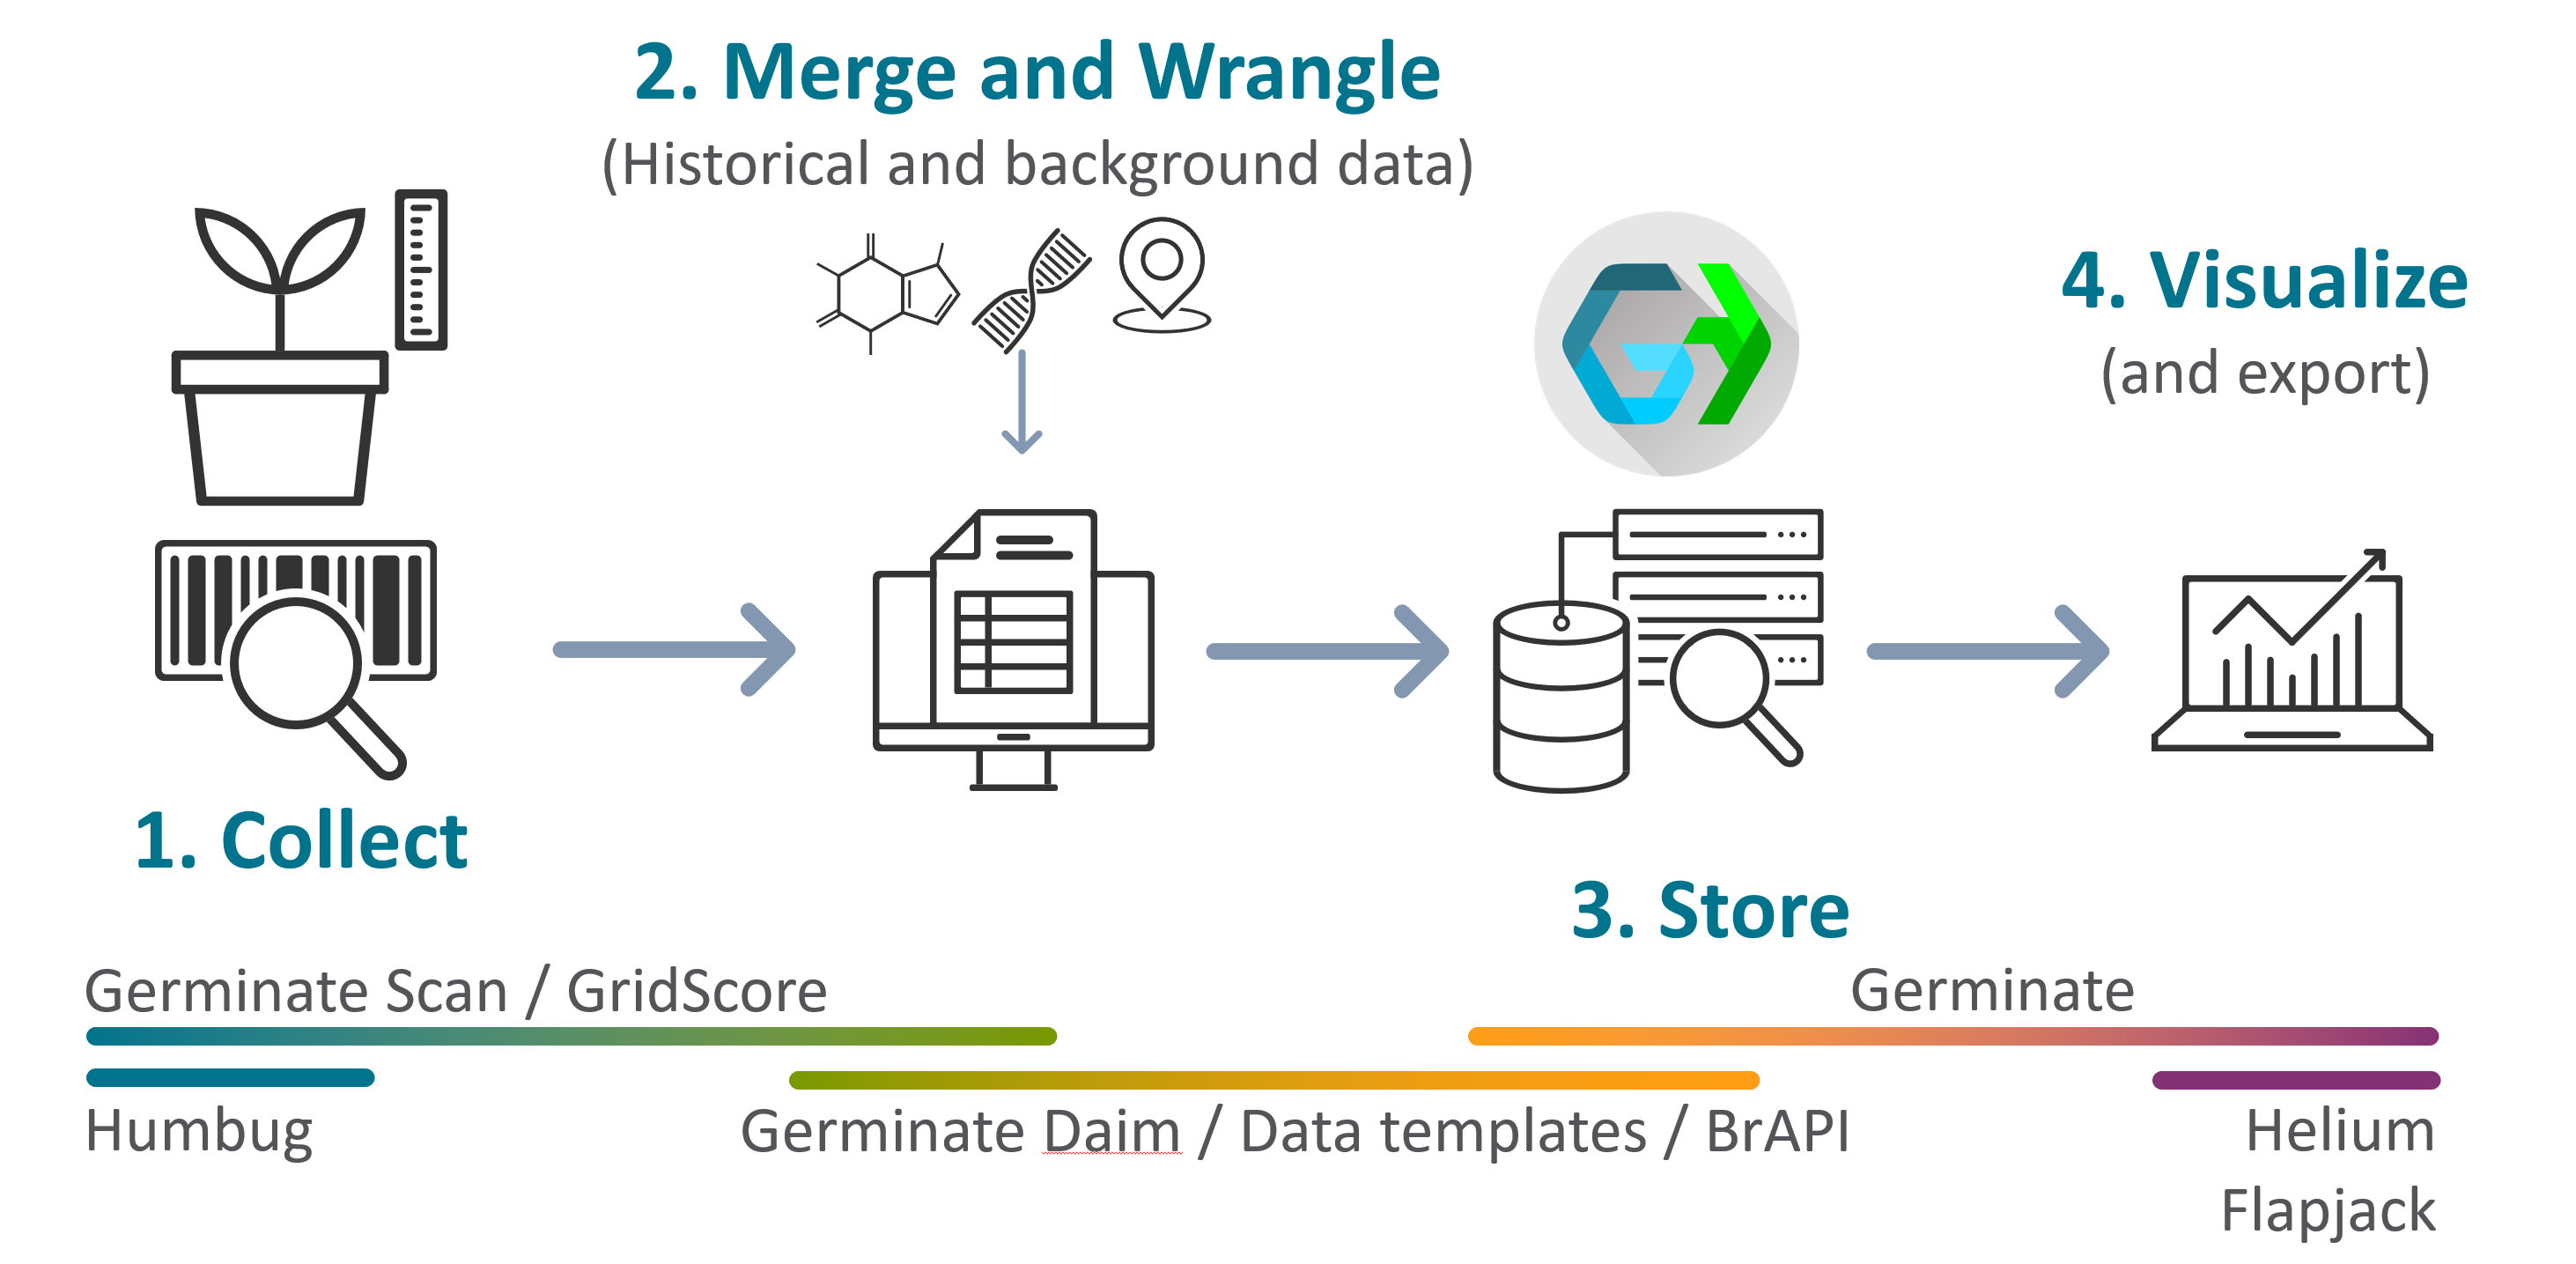 2. Merge and Wrangle
(Historical and background data)
4. Visualize
(and export)
1. Collect
3. Store
Germinate Scan / GridScore
Germinate
Humbug
Germinate Daim / Data templates / BrAPI
Helium
Flapjack